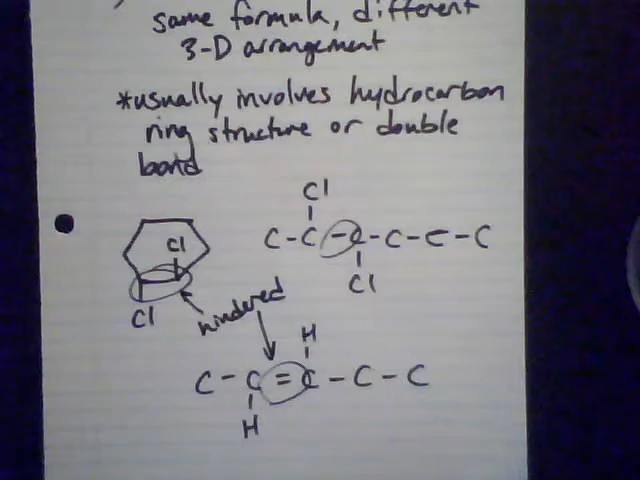 same formula, different
3-D arrangement
*usually involves hydrocarbon
ring structure or double
bond
Cl
C-C-C-C-C-C
Cl
Cl
Cl
hindered
H
C-C=C-C-C
H